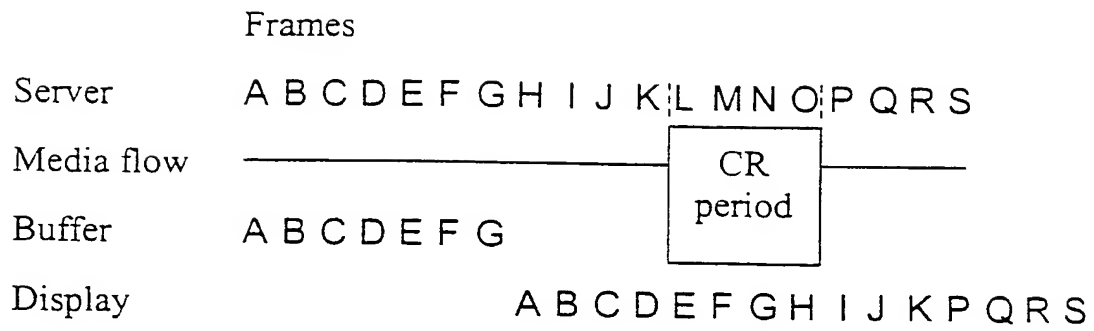 Frames
Server A B C D E F G H I J K L M N O P Q R S
Media flow
CR
period
Buffer A B C D E F G
Display A B C D E F G H I J K P Q R S